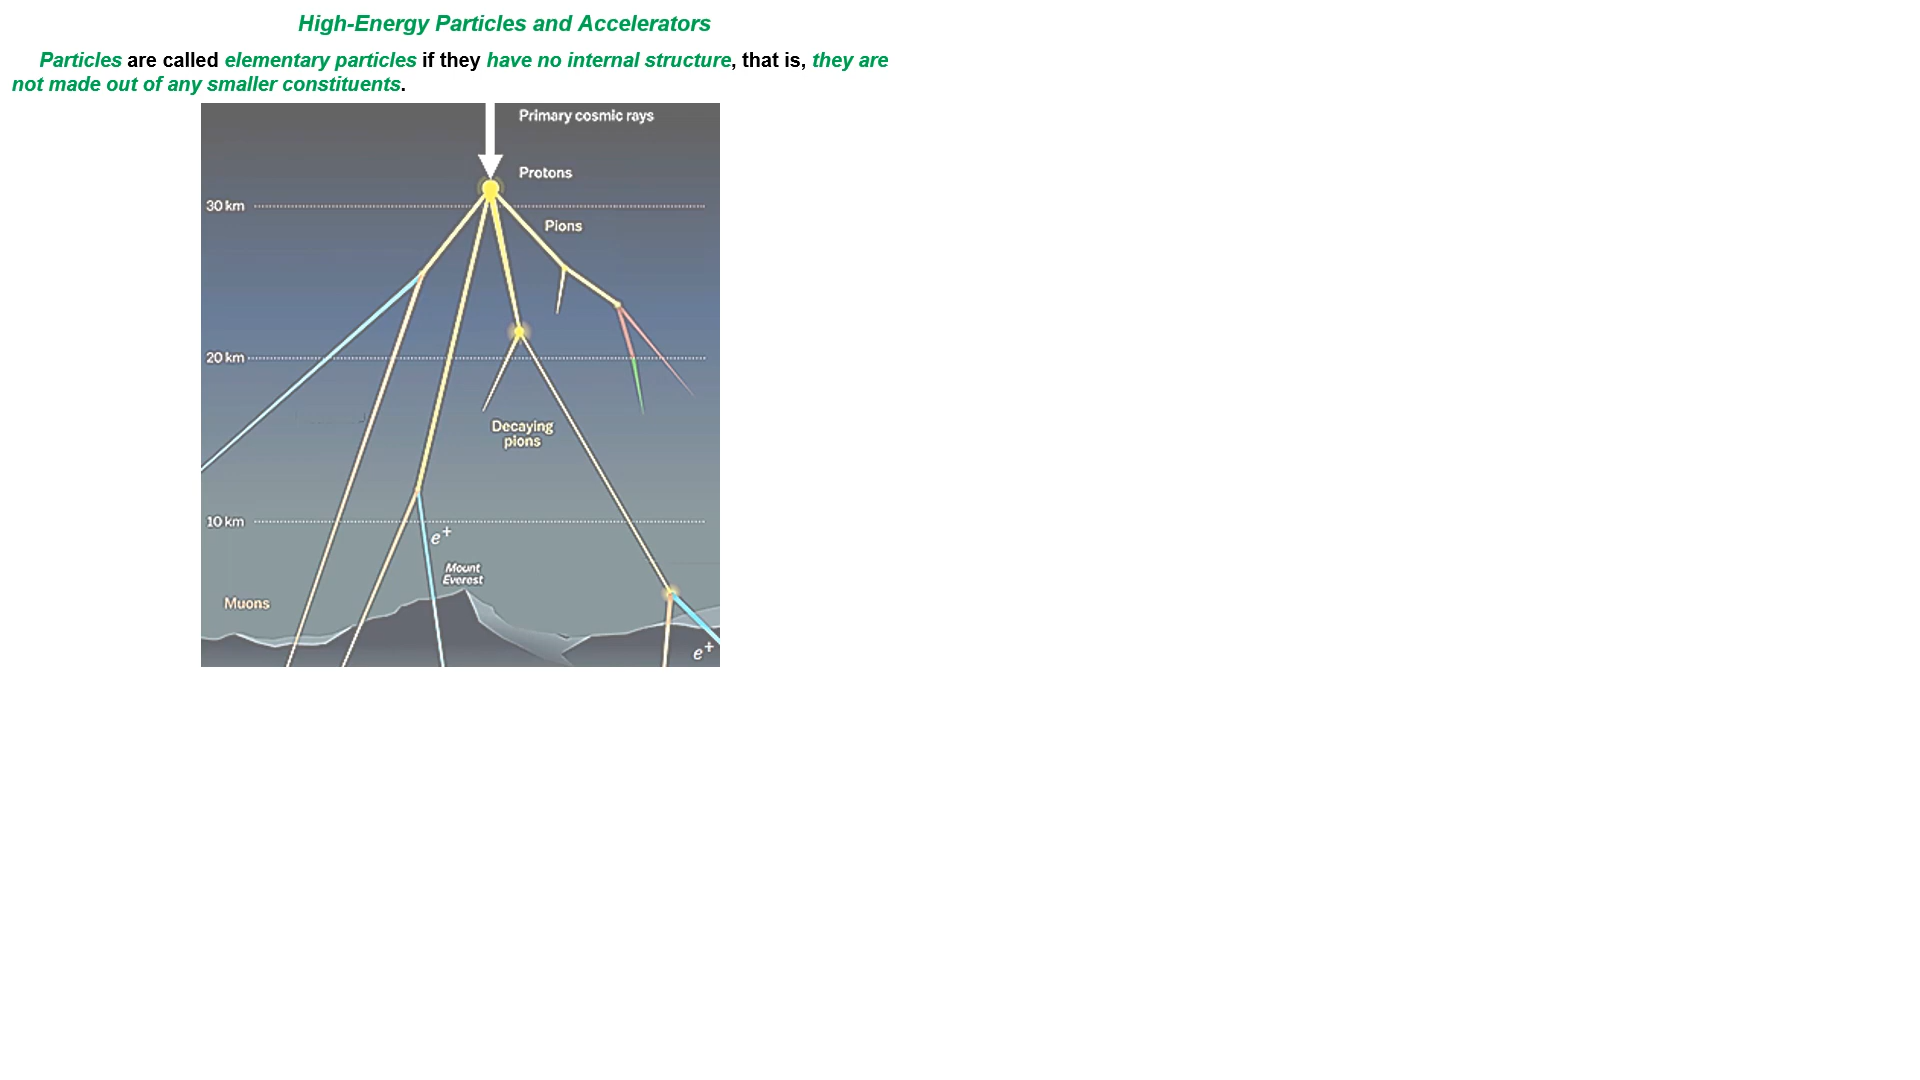 High-Energy Particles and Accelerators
Particles are called elementary particles if they have no internal structure, that is, they are
not made out of any smaller constituents.
Primary cosmic rays
Protons
30 km
Pions
20 km
Decaying
pions
10 km
e+
Mount
Everest
Muons
e+